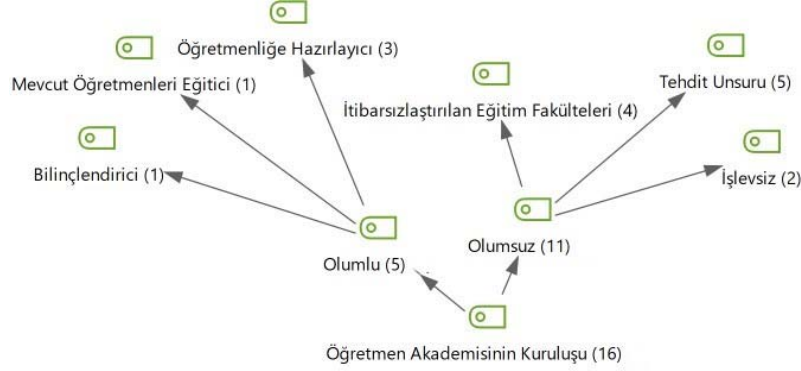 Öğretmenliğe Hazırlayıcı (3)
Mevcut Öğretmenleri Eğitici (1)
Tehdit Unsuru (5)
İtibarsızlaştırılan Eğitim Fakülteleri (4)
Bilinçlendirici (1)
İşlevsiz (2)
Olumsuz (11)
Olumlu (5)
Öğretmen Akademisinin Kuruluşu (16)